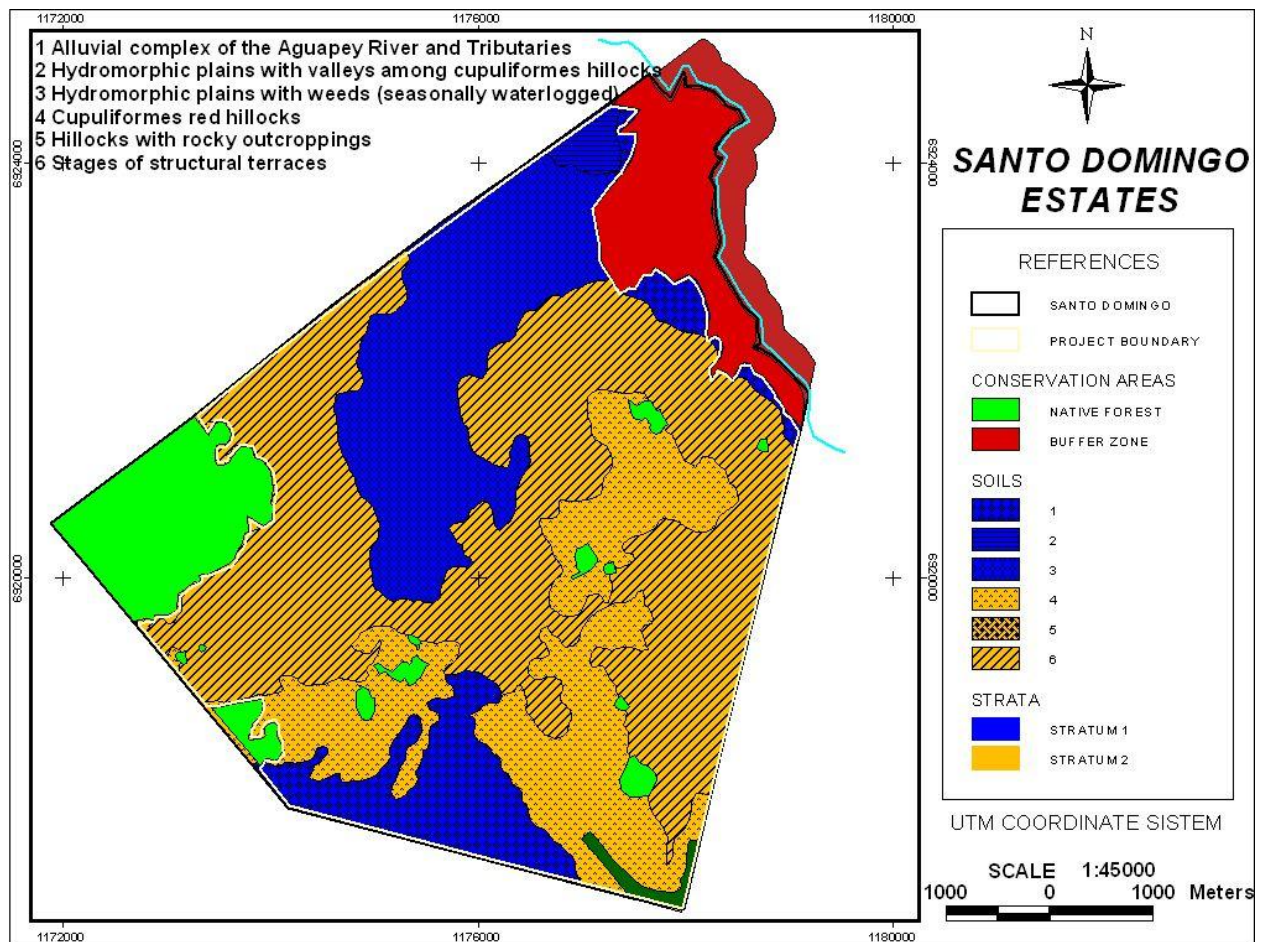 1172000 1176000 1180000
1 Alluvial complex of the Aguapey River and Tributaries
2 Hydromorphic plains with valleys among cupuliformes hillocks
3 Hydromorphic plains with weeds (seasonally waterlogged)
4 Cupuliformes red hillocks
5 Hillocks with rocky outcroppings
6 Stages of structural terraces
6924000 6924000
6920000 6920000
1172000 1176000 1180000
N
SANTO DOMINGO
ESTATES
REFERENCES
SANTO DOMINGO
PROJECT BOUNDARY
CONSERVATION AREAS
NATIVE FOREST
BUFFER ZONE
SOILS
1
2
3
4
5
6
STRATA
STRATUM 1
STRATUM 2
UTM COORDINATE SISTEM
SCALE 1:45000
1000 0 1000 Meters